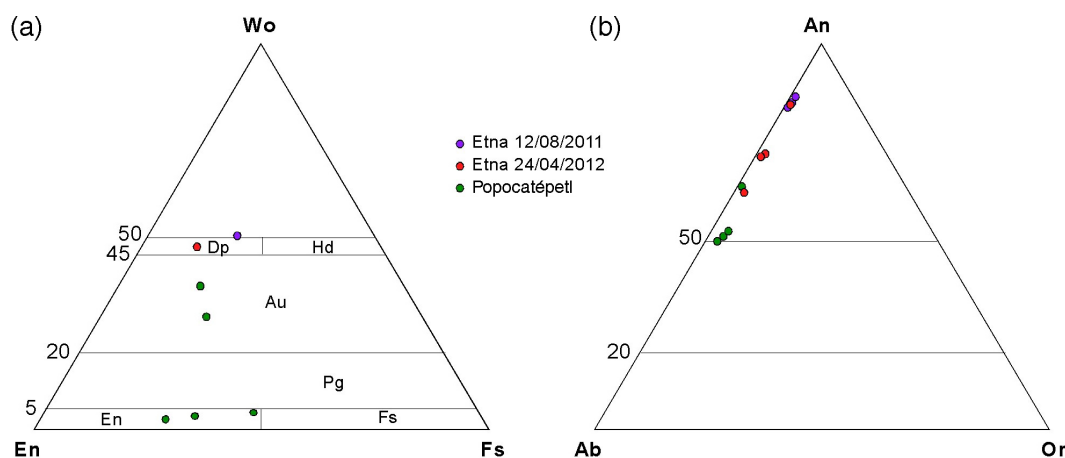 (a)
Wo
50
45
Dp
Hd
Au
20
Pg
5
En
Fs
En
Fs
Etna 12/08/2011
Etna 24/04/2012
Popocatépetl
(b)
An
50
20
Ab
Or